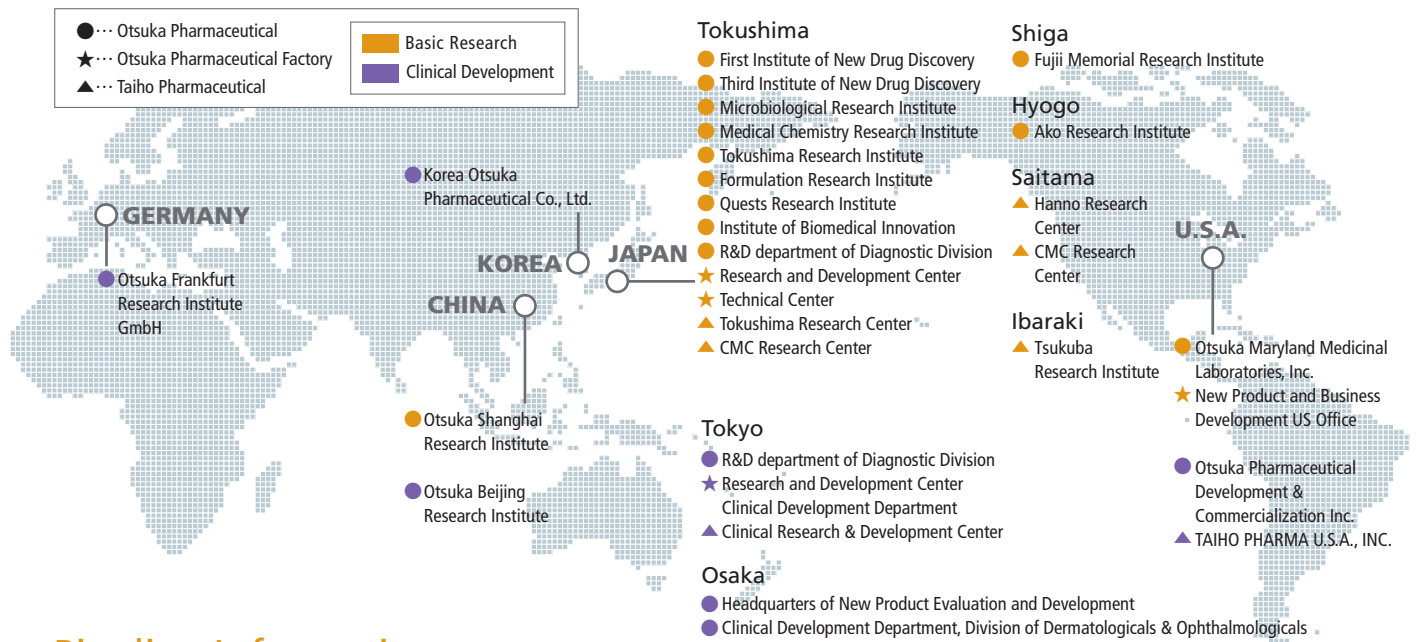 ●··· Otsuka Pharmaceutical
★··· Otsuka Pharmaceutical Factory
▲··· Taiho Pharmaceutical
Basic Research
Clinical Development
GERMANY
Otsuka Frankfurt
Research Institute
GmbH
Korea Otsuka
Pharmaceutical Co., Ltd.
KOREA
JAPAN
CHINA
Otsuka Shanghai
Research Institute
Otsuka Beijing
Research Institute
Tokushima
First Institute of New Drug Discovery
Third Institute of New Drug Discovery
Microbiological Research Institute
Medical Chemistry Research Institute
Tokushima Research Institute
Formulation Research Institute
Quests Research Institute
Institute of Biomedical Innovation
R&D department of Diagnostic Division
Research and Development Center
Technical Center
Tokushima Research Center
CMC Research Center
Tokyo
R&D department of Diagnostic Division
Research and Development Center
Clinical Development Department
Clinical Research & Development Center
Osaka
Headquarters of New Product Evaluation and Development
Clinical Development Department, Division of Dermatologicals & Ophthalmologicals
Shiga
Fujii Memorial Research Institute
Hyogo
Ako Research Institute
Saitama
Hanno Research
Center
CMC Research
Center
Ibaraki
Tsukuba
Research Institute
U.S.A.
Otsuka Maryland Medicinal
Laboratories, Inc.
New Product and Business
Development US Office
Otsuka Pharmaceutical
Development &
Commercialization Inc.
TAIHO PHARMA U.S.A., INC.